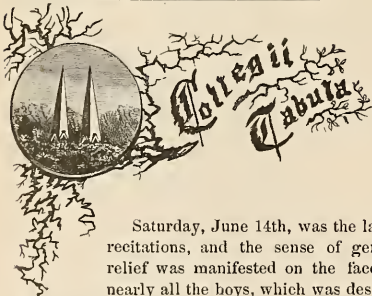 Collegii
Tabula
Saturday, June 14th, was the la
recitations, and the sense of gen
relief was manifested on the face
nearly all the boys, which was des